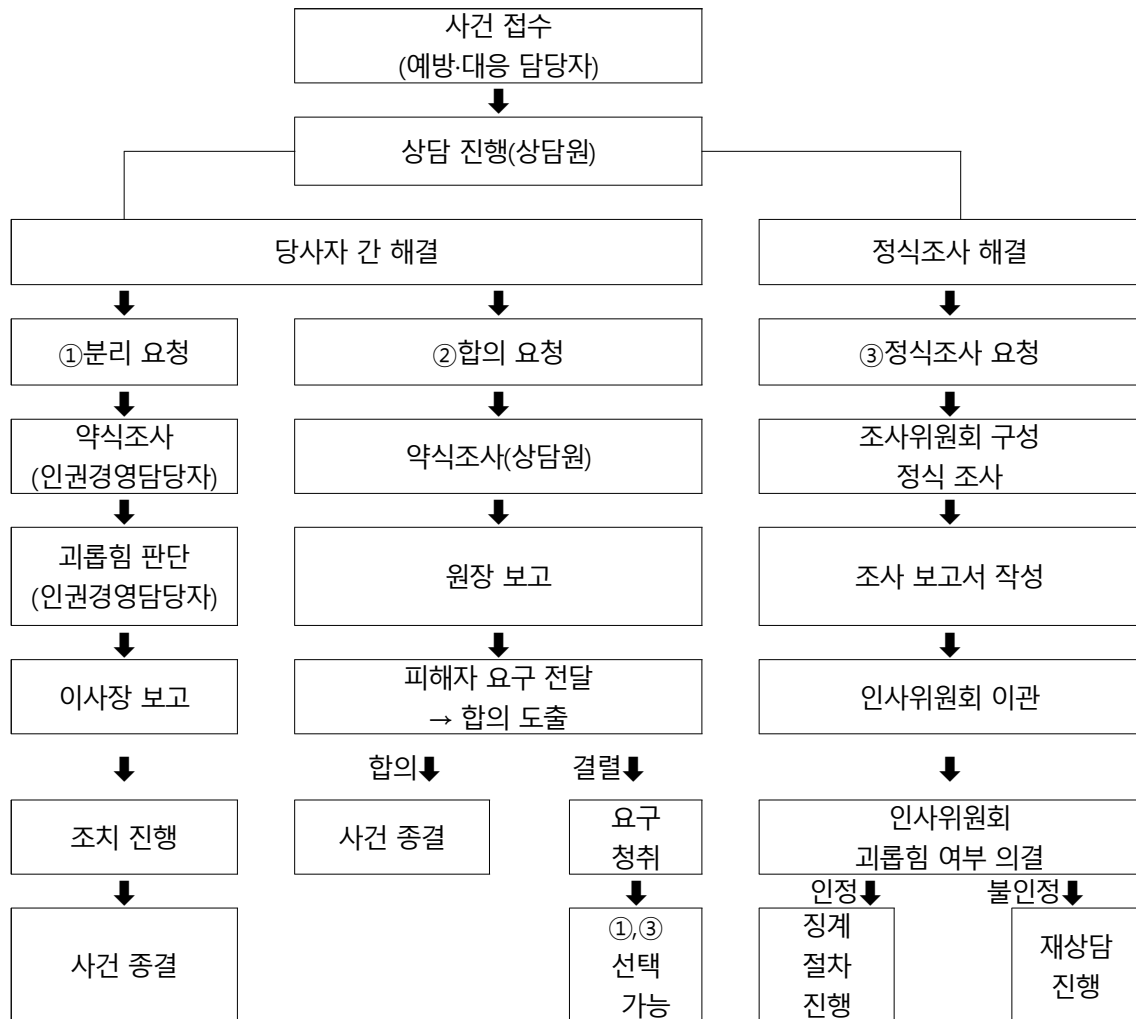 사건 접수
(예방·대응 담당자)
상담 진행(상담원)
당사자 간 해결
정식조사 해결
①분리 요청
②합의 요청
③정식조사 요청
약식조사
(인권경영담당자)
약식조사(상담원)
조사위원회 구성
정식 조사
괴롭힘 판단
(인권경영담당자)
원장 보고
조사 보고서 작성
이사장 보고
피해자 요구 전달
→ 합의 도출
인사위원회 이관
합의
결렬
조치 진행
사건 종결
요구
청취
인사위원회
괴롭힘 여부 의결
인정
불인정
사건 종결
①,③
선택
가능
징계
절차
진행
재상담
진행